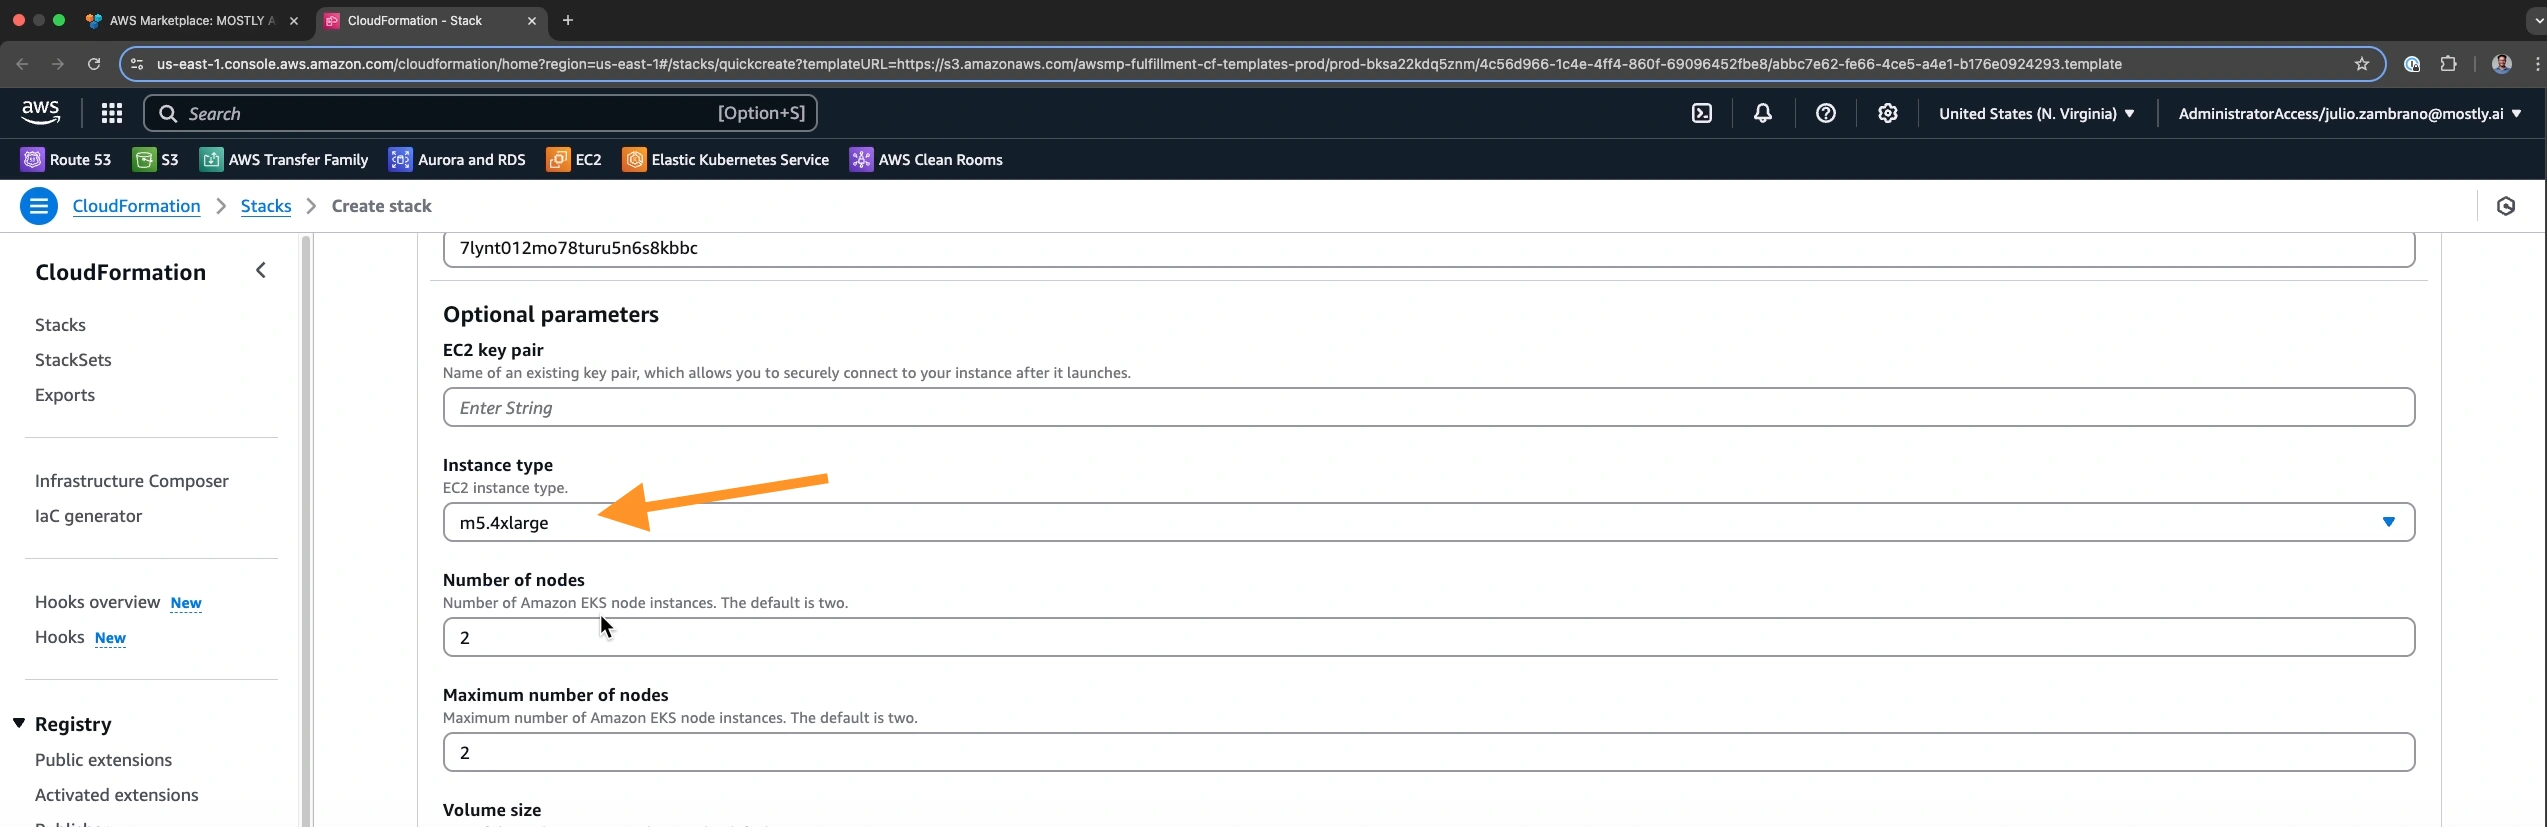 AWS Marketplace: MOSTLY A
CloudFormation - Stack
us-east-1.console.aws.amazon.com/cloudformation/home?region=us-east-1#/stacks/quickcreate?templateURL=https://s3.amazonaws.com/awsmp-fulfillment-cf-templates-prod/prod-bksa22kdq5znm/4c56d966-1c4e-4ff4-860f-69096452fbe8/abbc7e62-fe66-4ce5-a4e1-b176e0924293.template
aws
Search
[Option+S]
United States (N. Virginia)
AdministratorAccess/julio.zambrano@mostly.ai
Route 53
S3
AWS Transfer Family
Aurora and RDS
EC2
Elastic Kubernetes Service
AWS Clean Rooms
CloudFormation
Stacks
Create stack
CloudFormation
Stacks
StackSets
Exports
Infrastructure Composer
IaC generator
Hooks overview New
Hooks New
Registry
Public extensions
Activated extensions
7lynt012mo78turu5n6s8kbbc
Optional parameters
EC2 key pair
Name of an existing key pair, which allows you to securely connect to your instance after it launches.
Enter String
Instance type
EC2 instance type.
m5.4xlarge
Number of nodes
Number of Amazon EKS node instances. The default is two.
2
Maximum number of nodes
Maximum number of Amazon EKS node instances. The default is two.
2
Volume size